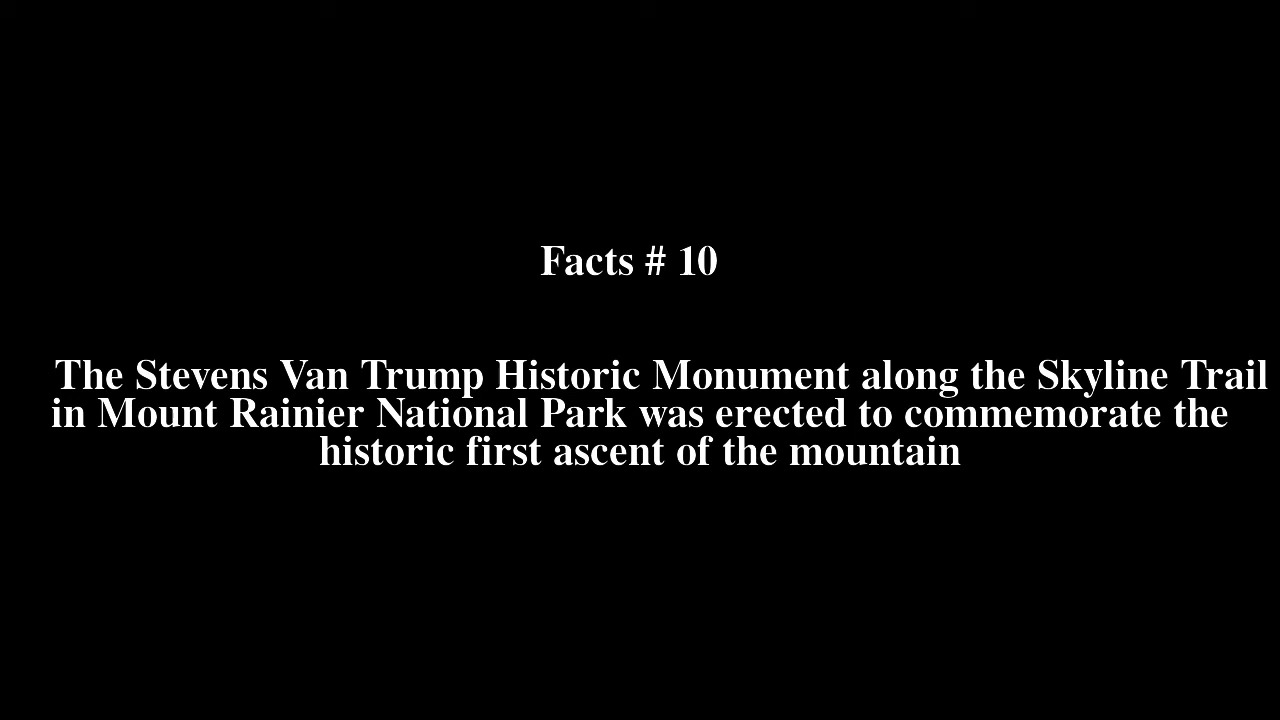 Facts # 10
The Stevens Van Trump Historic Monument along the Skyline Trail
in Mount Rainier National Park was erected to commemorate the
historic first ascent of the mountain